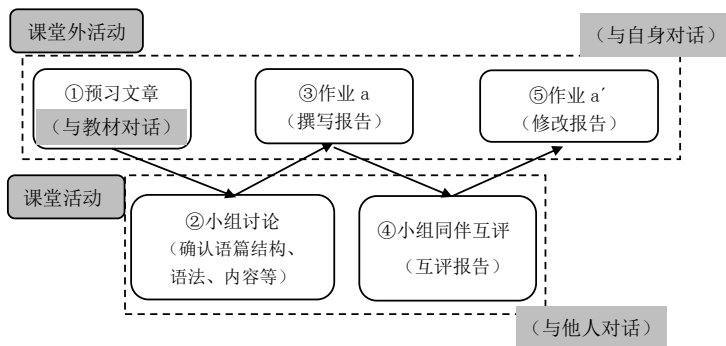 课堂外活动
（与自身对话）
①预习文章
（与教材对话）
③作业 a
（撰写报告）
⑤作业 a′
（修改报告）
课堂活动
②小组讨论
（确认语篇结构、
语法、内容等）
④小组同伴互评
（互评报告）
（与他人对话）